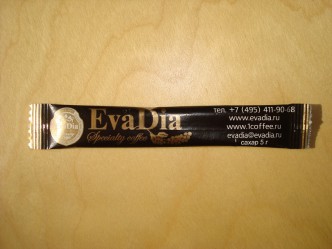 EvaDia
Specialty coffee
тел. +7 (495) 411-90-68
www.evadia.ru
www.1coffee.ru
evadia@evadia.ru
сахар 5 г